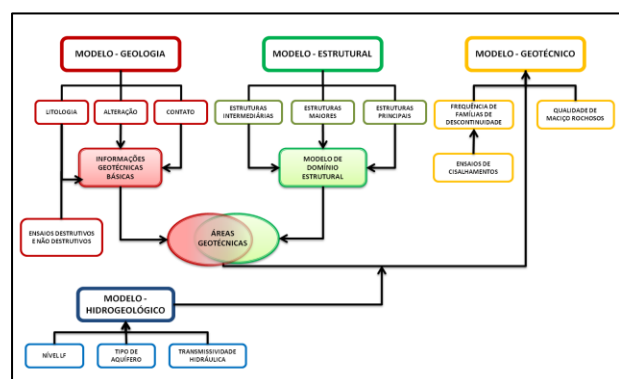 MODELO - GEOLOGIA
MODELO - ESTRUTURAL
MODELO - GEOTÉCNICO
LITOLOGIA
ALTERAÇÃO
CONTATO
ESTRUTURAS
INTERMEDIÁRIAS
ESTRUTURAS
MAIORES
ESTRUTURAS
PRINCIPAIS
FREQUÊNCIA DE
FAMÍLIAS DE
DESCONTINUIDADE
QUALIDADE DE
MACIÇO ROCHOSOS
INFORMAÇÕES
GEOTÉCNICAS
BÁSICAS
MODELO DE
DOMÍNIO
ESTRUTURAL
ENSAIOS DE
CISALHAMENTOS
ENSAIOS DESTRUTIVOS
E NÃO DESTRUTIVOS
ÁREAS
GEOTÉCNICAS
MODELO -
HIDROGEOLÓGICO
NÍVEL LF
TIPO DE
AQUÍFERO
TRANSMISSIVIDADE
HIDRÁULICA